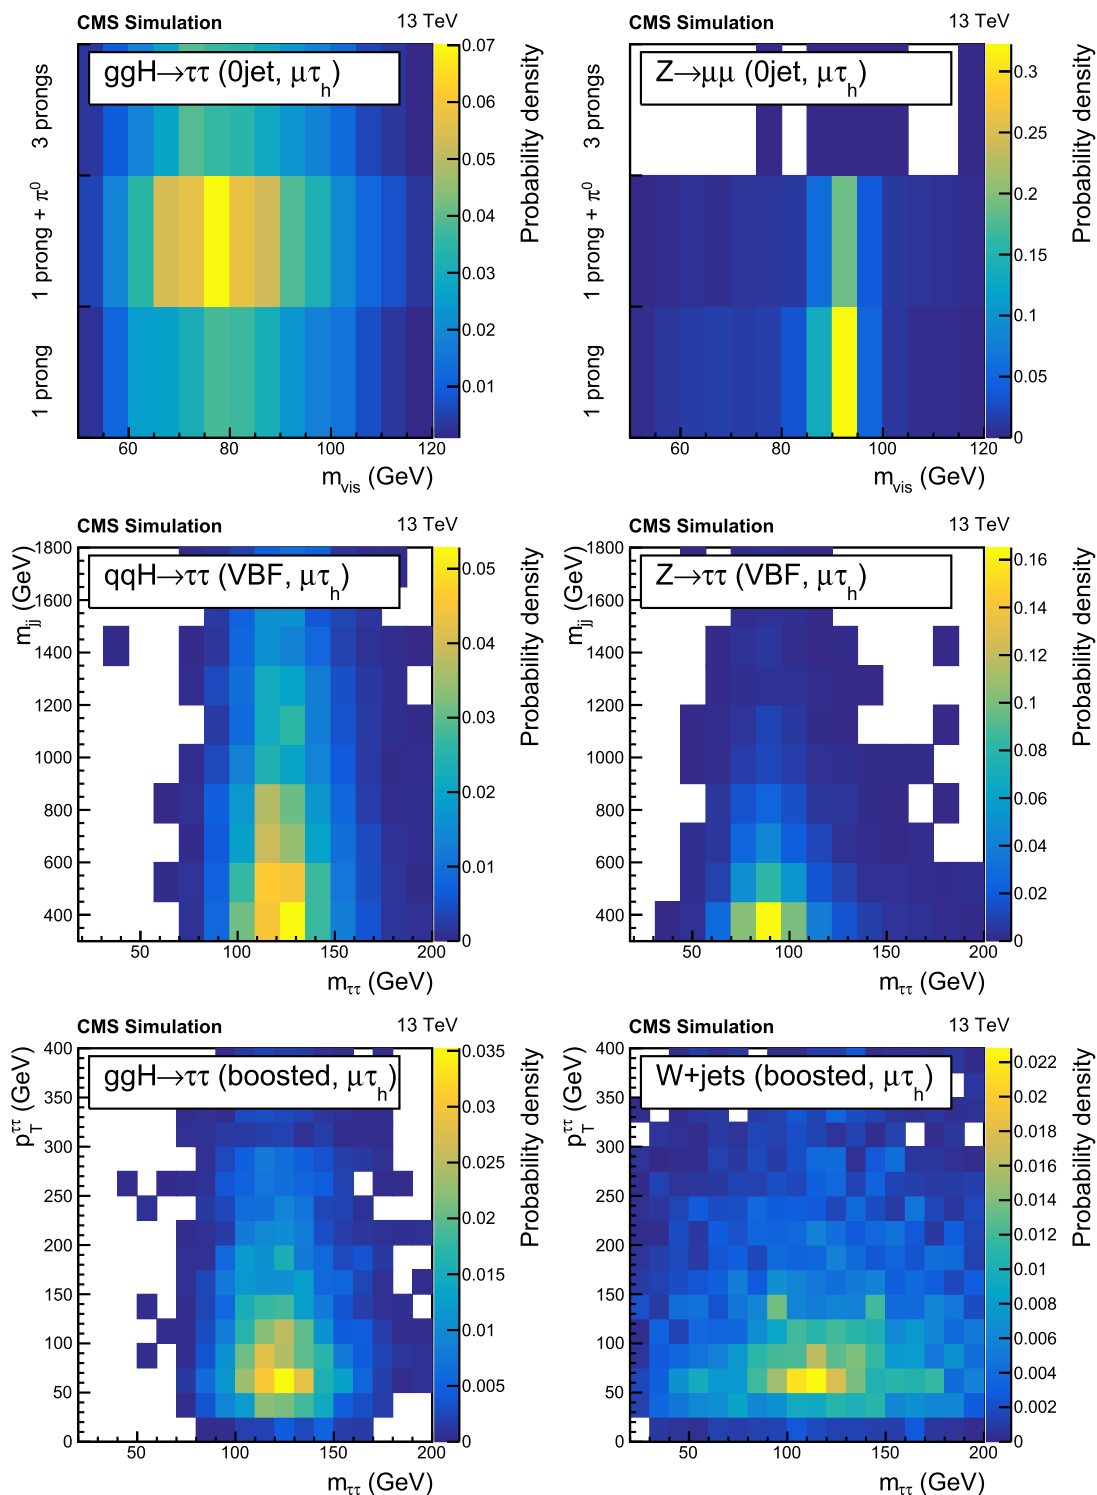 CMS Simulation 13 TeV
ggH→ττ (0jet, μτh)
3 prongs
1 prong + π⁰
1 prong
60 80 100 120
mvis (GeV)
0.07
0.06
0.05
0.04
0.03
0.02
0.01
Probability density
CMS Simulation 13 TeV
Z→μμ (0jet, μτh)
3 prongs
1 prong + π⁰
1 prong
60 80 100 120
mvis (GeV)
0.3
0.25
0.2
0.15
0.1
0.05
0
Probability density
CMS Simulation 13 TeV
qqH→ττ (VBF, μτh)
mjj (GeV)
1800
1600
1400
1200
1000
800
600
400
50 100 150 200
mττ (GeV)
0.05
0.04
0.03
0.02
0.01
0
Probability density
CMS Simulation 13 TeV
Z→ττ (VBF, μτh)
mjj (GeV)
1800
1600
1400
1200
1000
800
600
400
50 100 150 200
mττ (GeV)
0.16
0.14
0.12
0.1
0.08
0.06
0.04
0.02
0
Probability density
CMS Simulation 13 TeV
ggH→ττ (boosted, μτh)
pTττ (GeV)
400
350
300
250
200
150
100
50
0
50 100 150 200
mττ (GeV)
0.035
0.03
0.025
0.02
0.015
0.01
0.005
0
Probability density
CMS Simulation 13 TeV
W+jets (boosted, μτh)
pTττ (GeV)
400
350
300
250
200
150
100
50
0
50 100 150 200
mττ (GeV)
0.022
0.02
0.018
0.016
0.014
0.012
0.01
0.008
0.006
0.004
0.002
0
Probability density